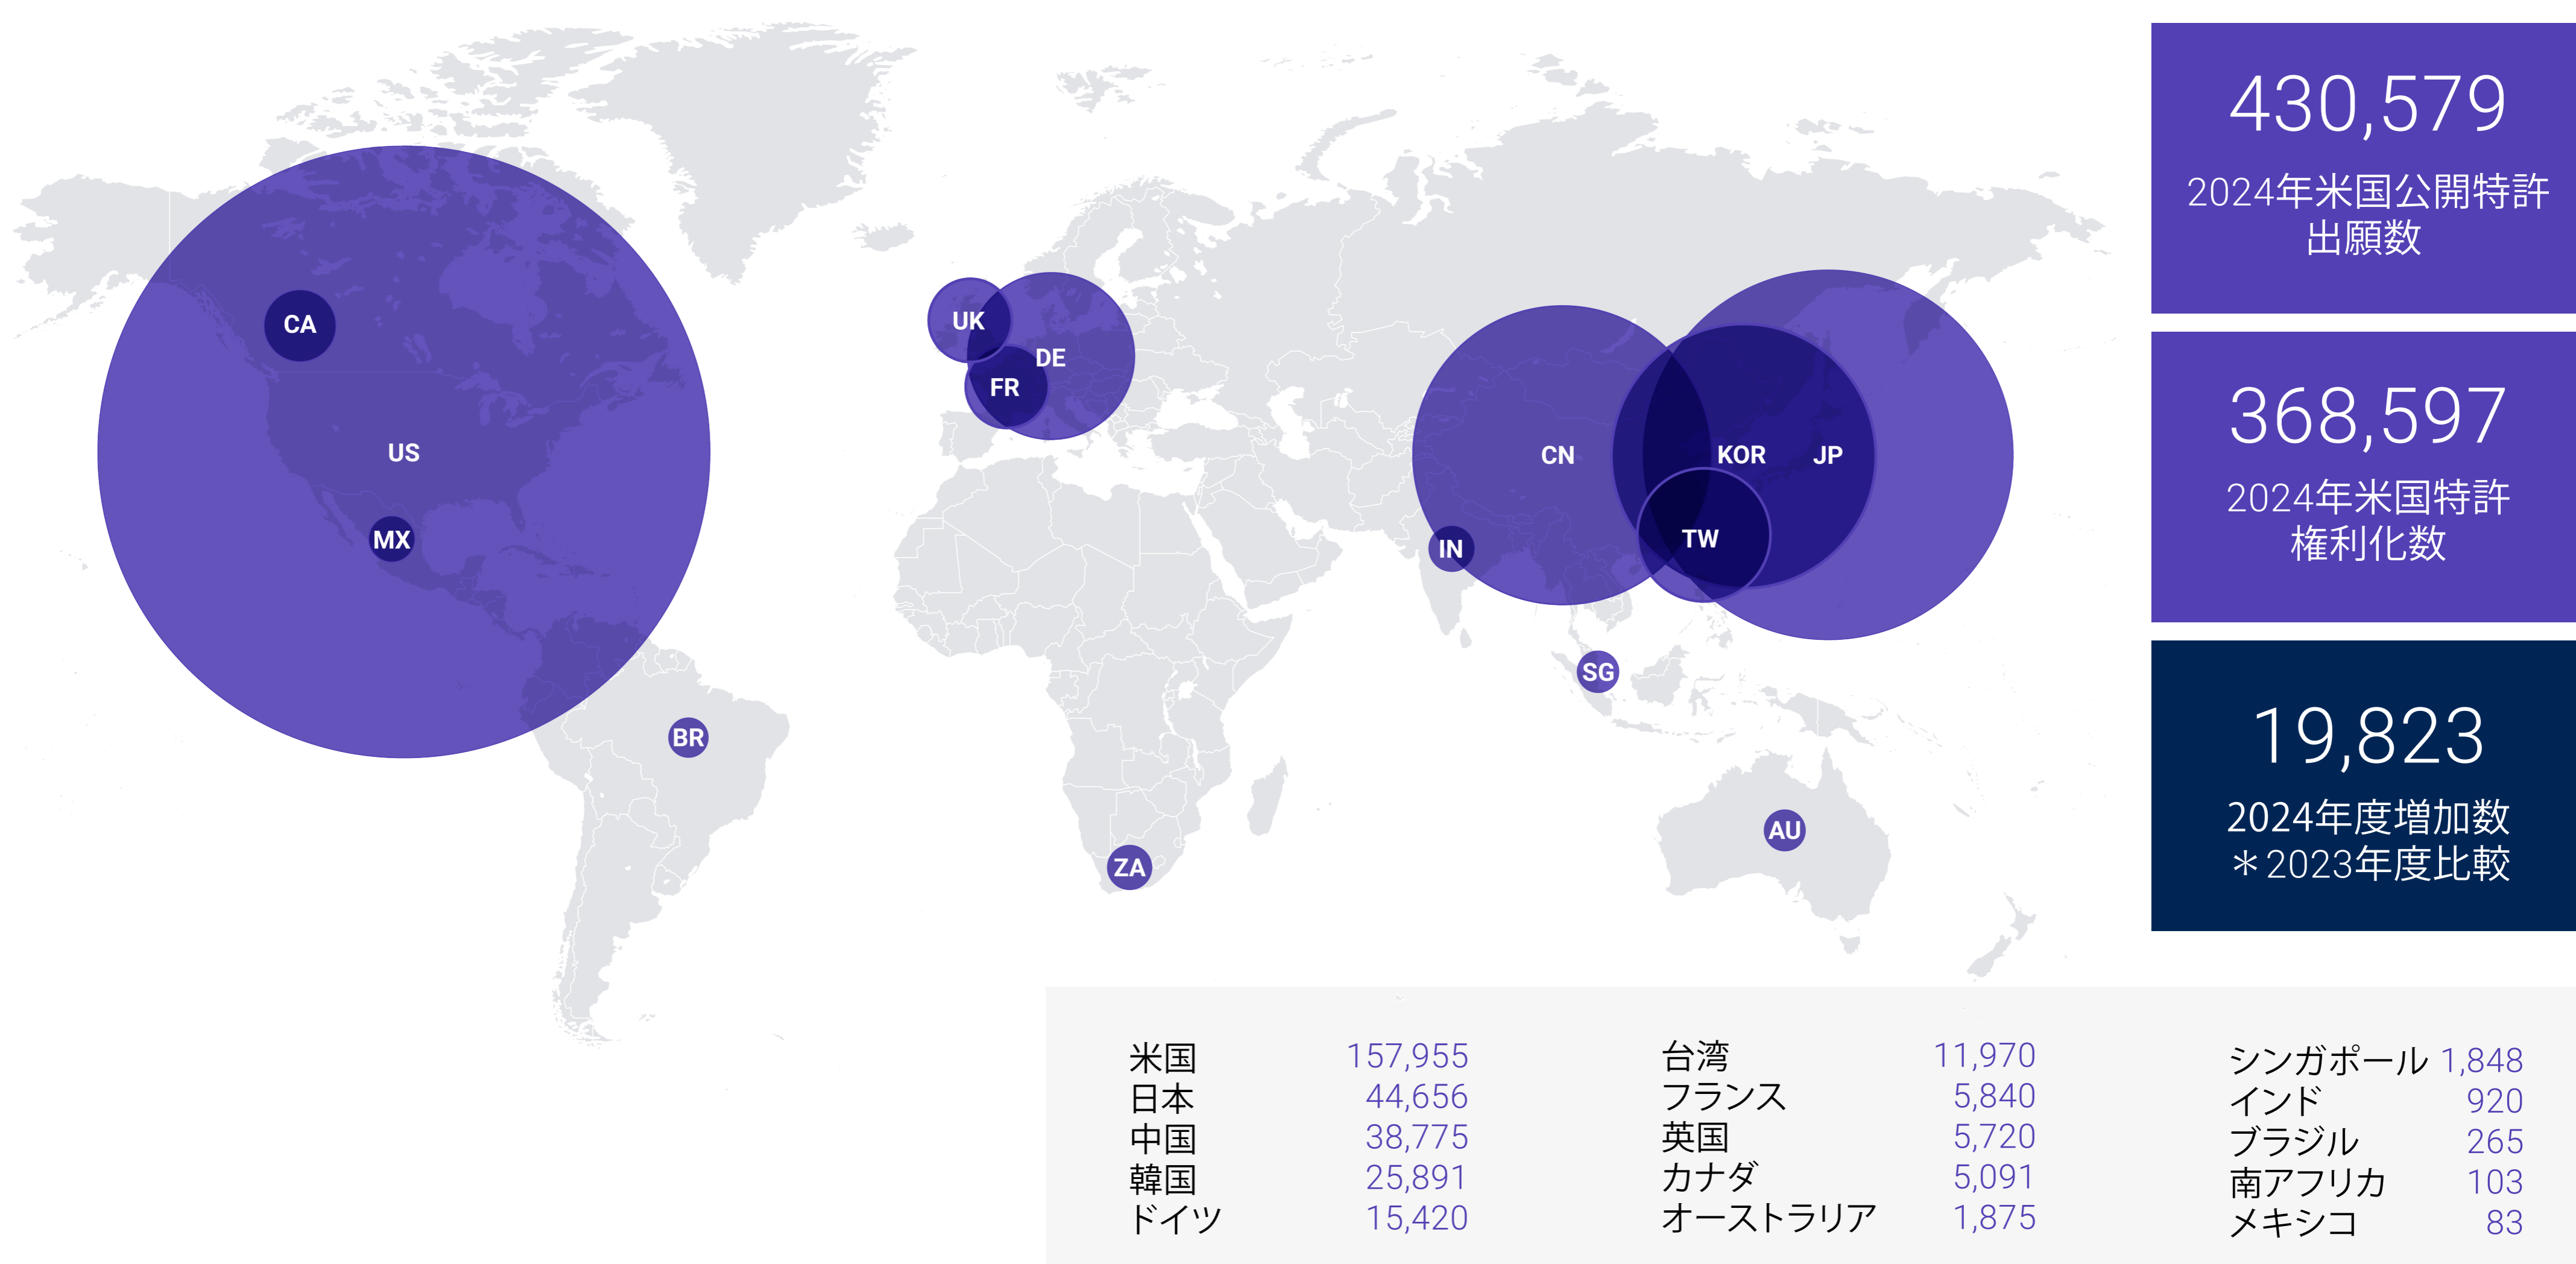 CA
US
MX
BR
UK
DE
FR
ZA
CN
KOR
JP
TW
IN
SG
AU
430,579
2024年米国公開特許
出願数
368,597
2024年米国特許
権利化数
19,823
2024年度増加数
＊2023年度比較
米国 157,955
日本 44,656
中国 38,775
韓国 25,891
ドイツ 15,420
台湾 11,970
フランス 5,840
英国 5,720
カナダ 5,091
オーストラリア 1,875
シンガポール 1,848
インド 920
ブラジル 265
南アフリカ 103
メキシコ 83